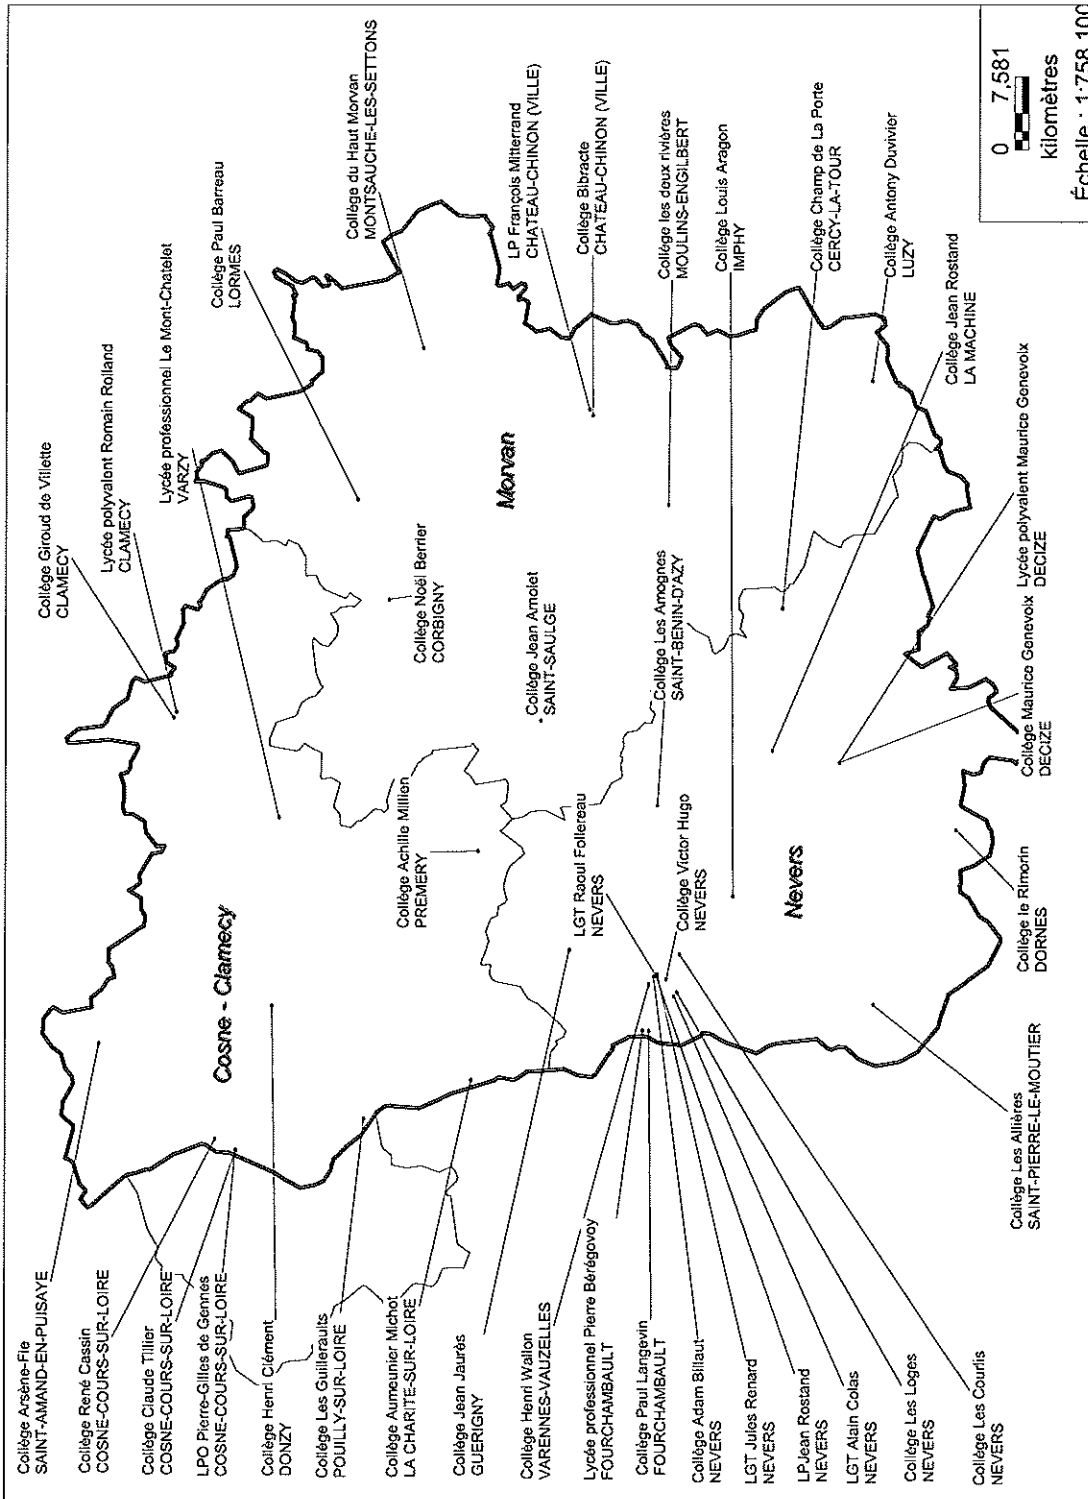 Collège Arsène-Fie
SAINT-AMAND-EN-PUISAYE
Collège René Cassin
COSNE-COURS-SUR-LOIRE
Collège Claude Tillier
COSNE-COURS-SUR-LOIRE
LPO Pierre-Gilles de Gennes
COSNE-COURS-SUR-LOIRE
Collège Henri Clément
DONZY
Collège Les Guilleraults
POUILLY-SUR-LOIRE
Collège Aumeunier Michot
LA CHARITE-SUR-LOIRE
Collège Jean Jaurès
GUERIGNY
Collège Henri Wallon
VARENNES-VAUZELLES
Lycée professionnel Pierre Bérégovoy
FOURCHAMBAULT
Collège Paul Langevin
FOURCHAMBAULT
Collège Adam Billaut
NEVERS
LGT Jules Renard
NEVERS
LPJean Rostand
NEVERS
LGT Alain Colas
NEVERS
Collège Les Loges
NEVERS
Collège Les Courlis
NEVERS
Collège Giroud de Villette
CLAMECY
Lycée polyvalent Romain Rolland
CLAMECY
Lycée professionnel Le Mont-Chatelet
VARZY
Collège Paul Barreau
LORMES
Collège du Haut Morvan
MONTSAUCHE-LES-SETTONS
LP François Mitterrand
CHATEAU-CHINON (VILLE)
Collège Bibracte
CHATEAU-CHINON (VILLE)
Collège les deux rivières
MOULINS-ENGILBERT
Collège Louis Aragon
IMPHY
Collège Champ de La Porte
CERCY-LA-TOUR
Collège Antony Duvivier
LUZY
Collège Jean Rostand
LA MACHINE
Lycée polyvalent Maurice Genevoix
DECIZE
Collège Maurice Genevoix
DECIZE
Collège le Rimorin
DORNES
Collège Les Allières
SAINT-PIERRE-LE-MOUTIER
Cosne - Clamecy
Morvan
Nevers
Collège Noël Berrier
CORBIGNY
Collège Jean Arnolet
SAINT-SAULGE
Collège Achille Millien
PREMERY
Collège Les Amognes
SAINT-BENIN-D'AZY
LGT Raoul Follereau
NEVERS
Collège Victor Hugo
NEVERS
0 7,581
kilomètres
Échelle : 1:758 100